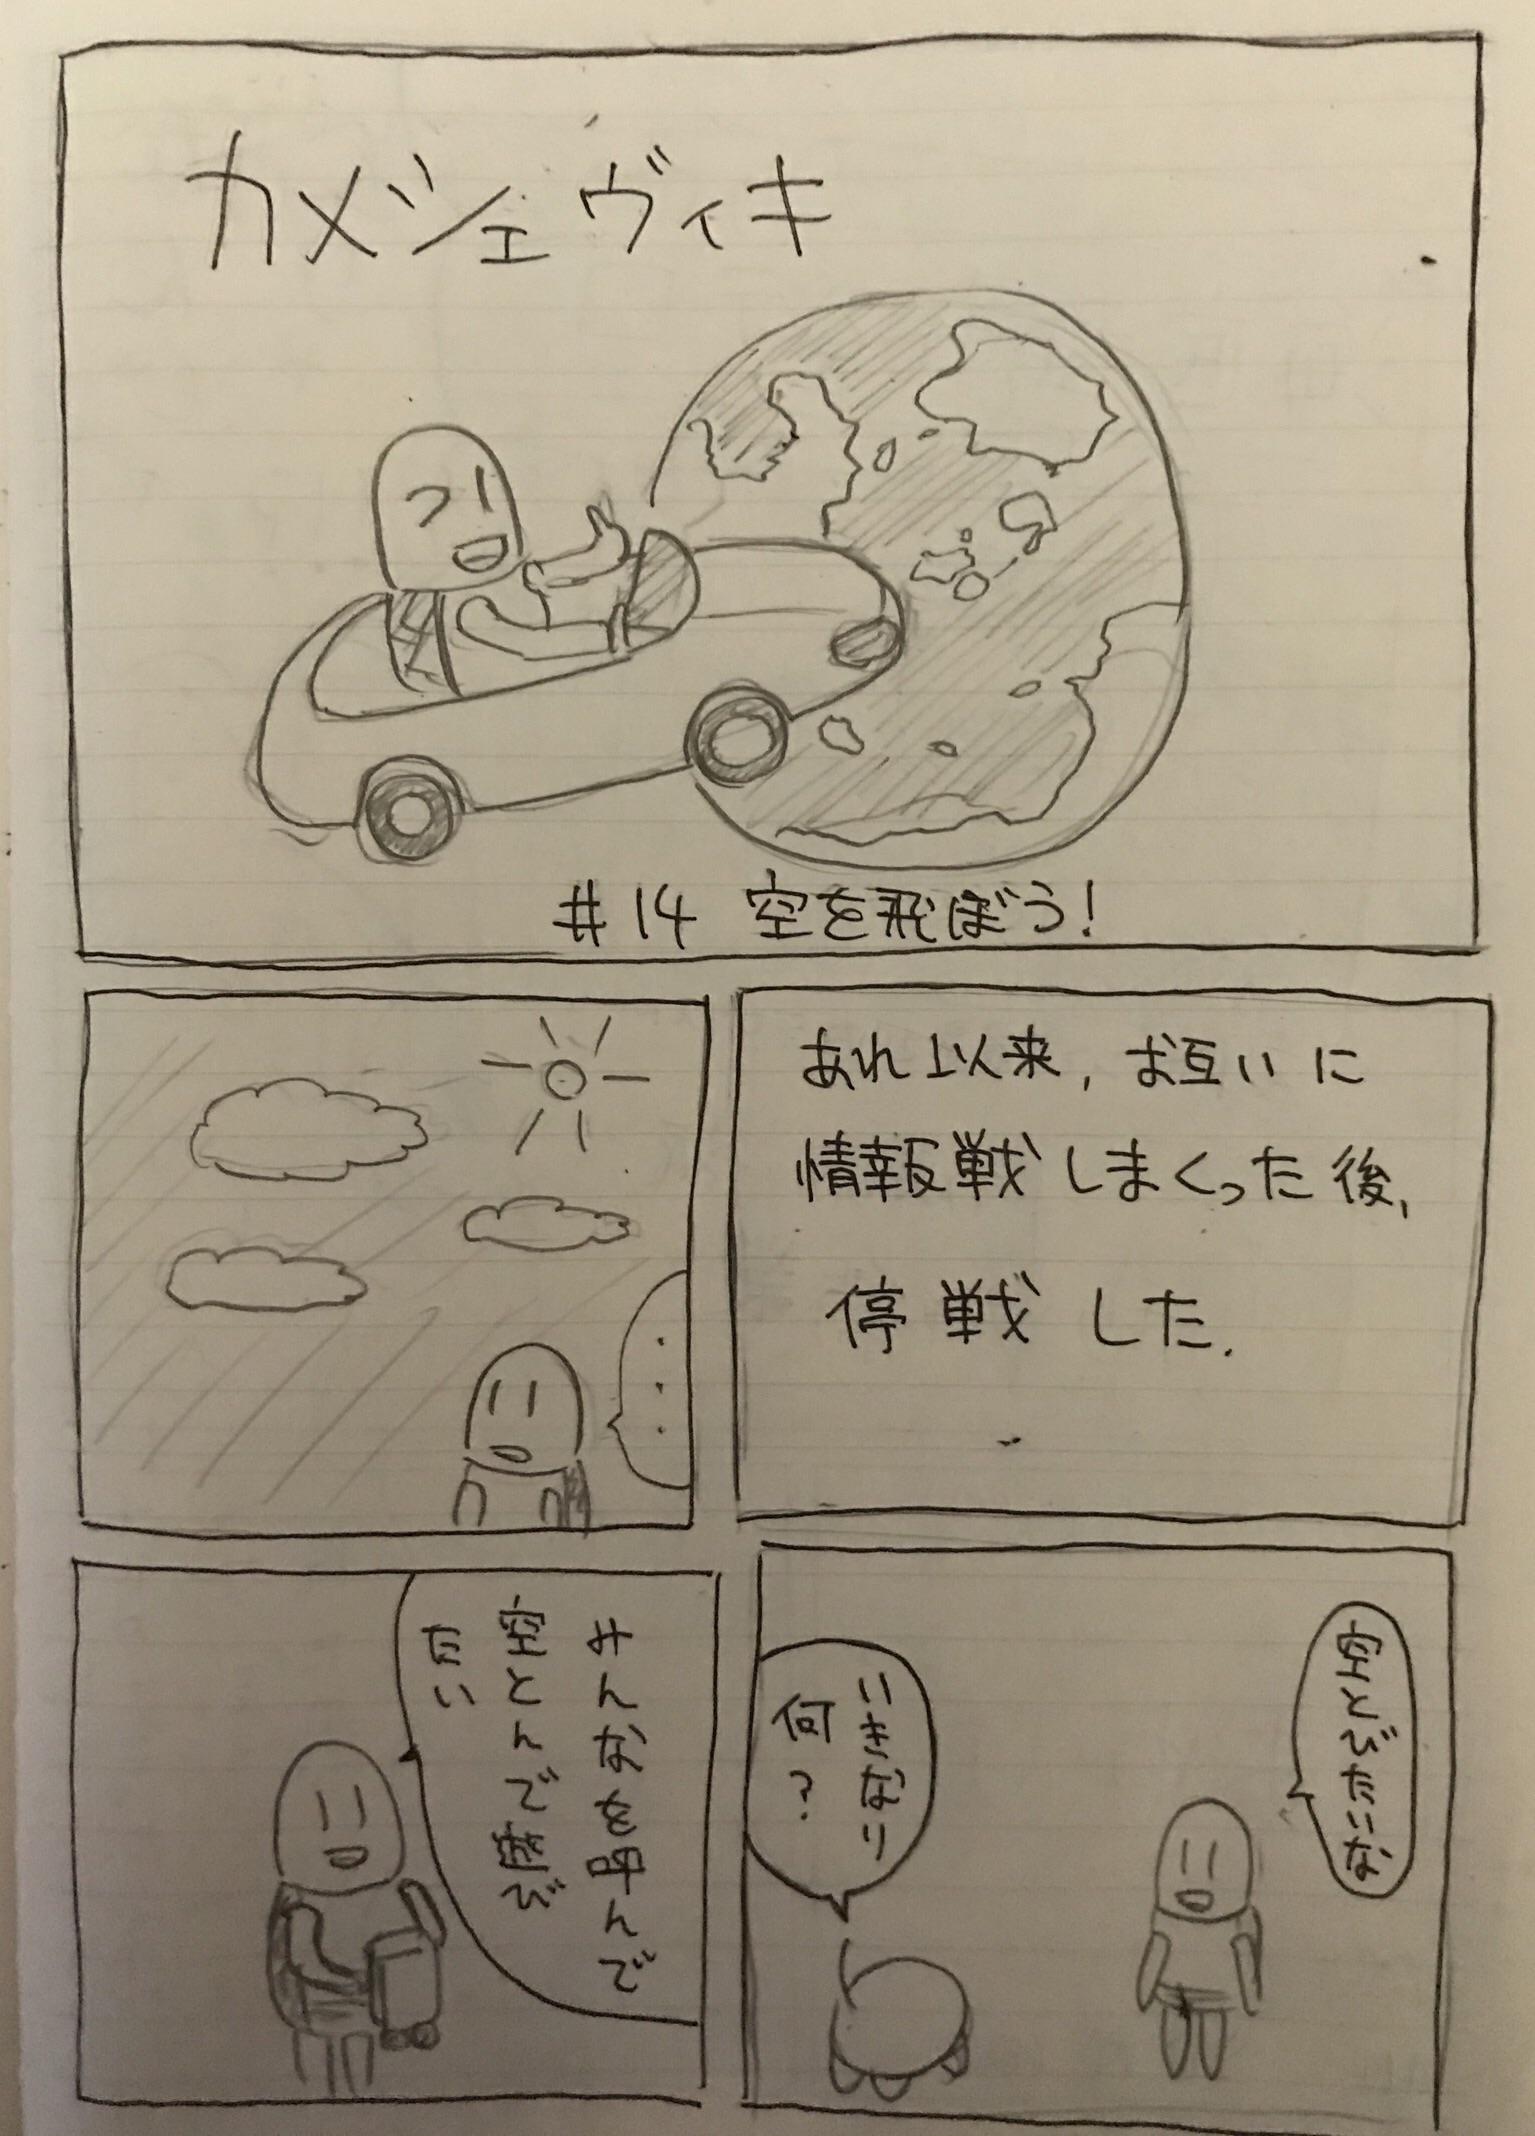 カメシェヴィキ
#14 空を飛ぼう!
あれ以来,お互いに
情報戦しまくった後,
停戦した.
・・・
空とびたいな
いきなり
何?
みんなを呼んで
空とんで遊び
たい